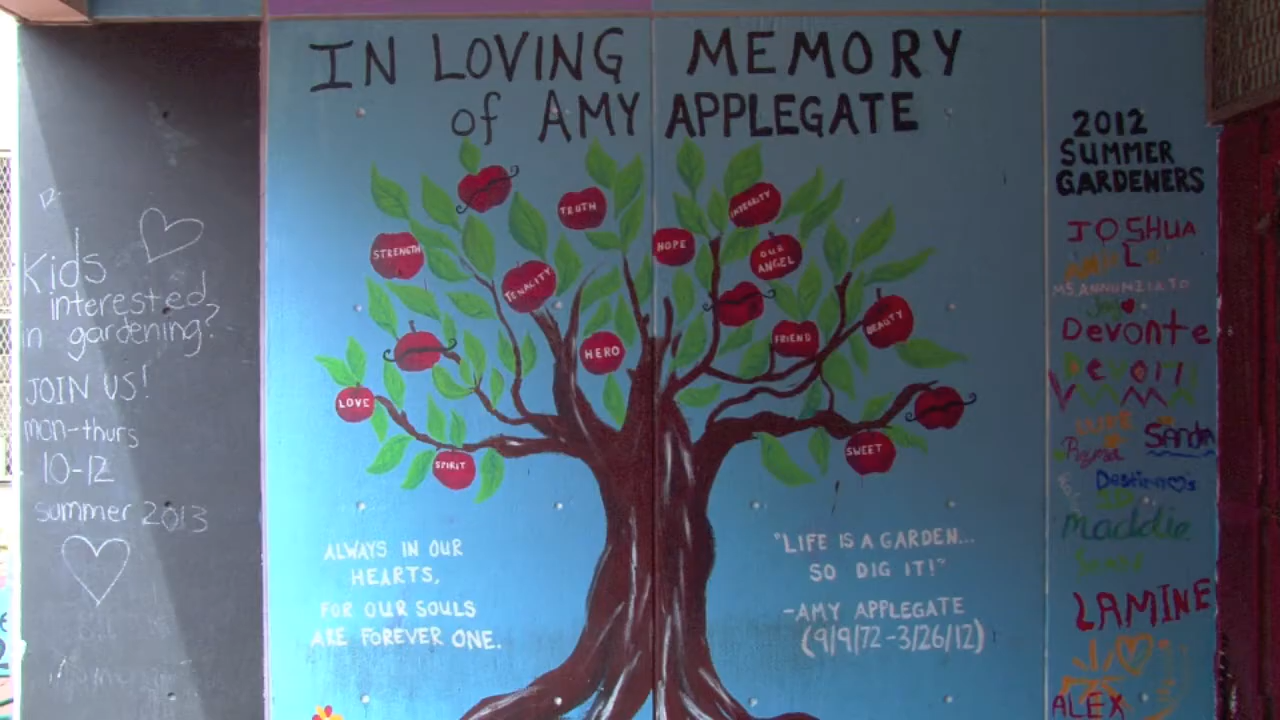 IN LOVING MEMORY
of AMY APPLEGATE
TRUTH
INTEGRITY
STRENGTH
HOPE
OUR
ANGEL
TENACITY
FRIEND
BEAUTY
HERO
LOVE
SPIRIT
SWEET
ALWAYS IN OUR
HEARTS,
FOR OUR SOULS
ARE FOREVER ONE.
"LIFE IS A GARDEN...
SO DIG IT!"
-AMY APPLEGATE
(9/9/72-3/26/12)
Kids
interested
in gardening?
JOIN US!
mon-thurs
10-12
summer 2013
2012
SUMMER
GARDENERS
JOSHUA
L
MS. ANNUNZIATO
Devonte
Devon
Sandra
Destiny
Maddie
LAMINE
ALEX